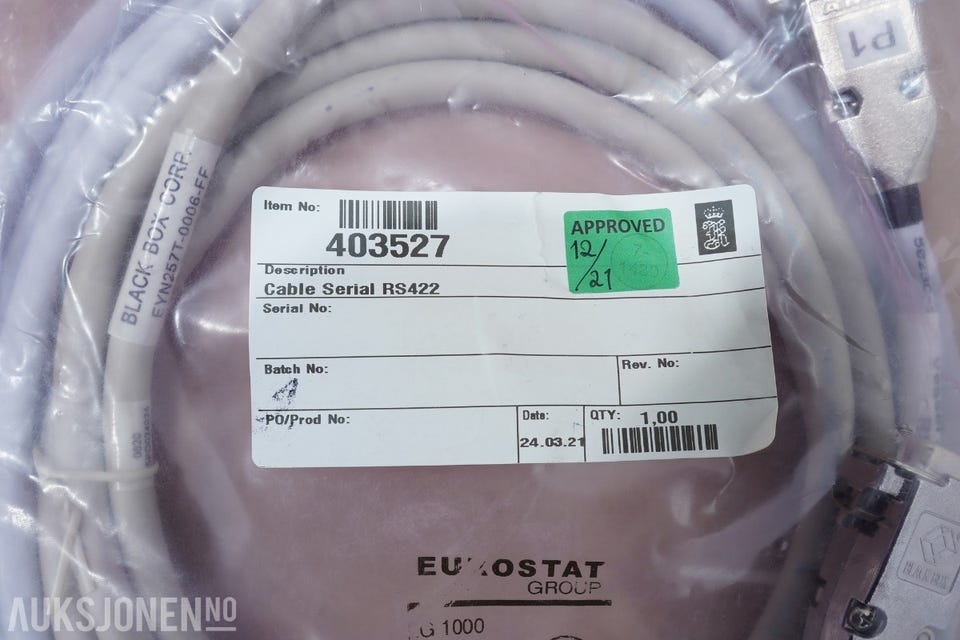 P1
BLACK BOX CORP.
EYN257T-0006-FF
Item No:
403527
APPROVED
12/
/21
Description
Cable Serial RS422
Serial No:
Batch No:
Rev. No:
PO/Prod No:
Date:
24.03.21
QTY: 1,00
EUROSTAT
GROUP
G 1000
AUKSJONEN.NO